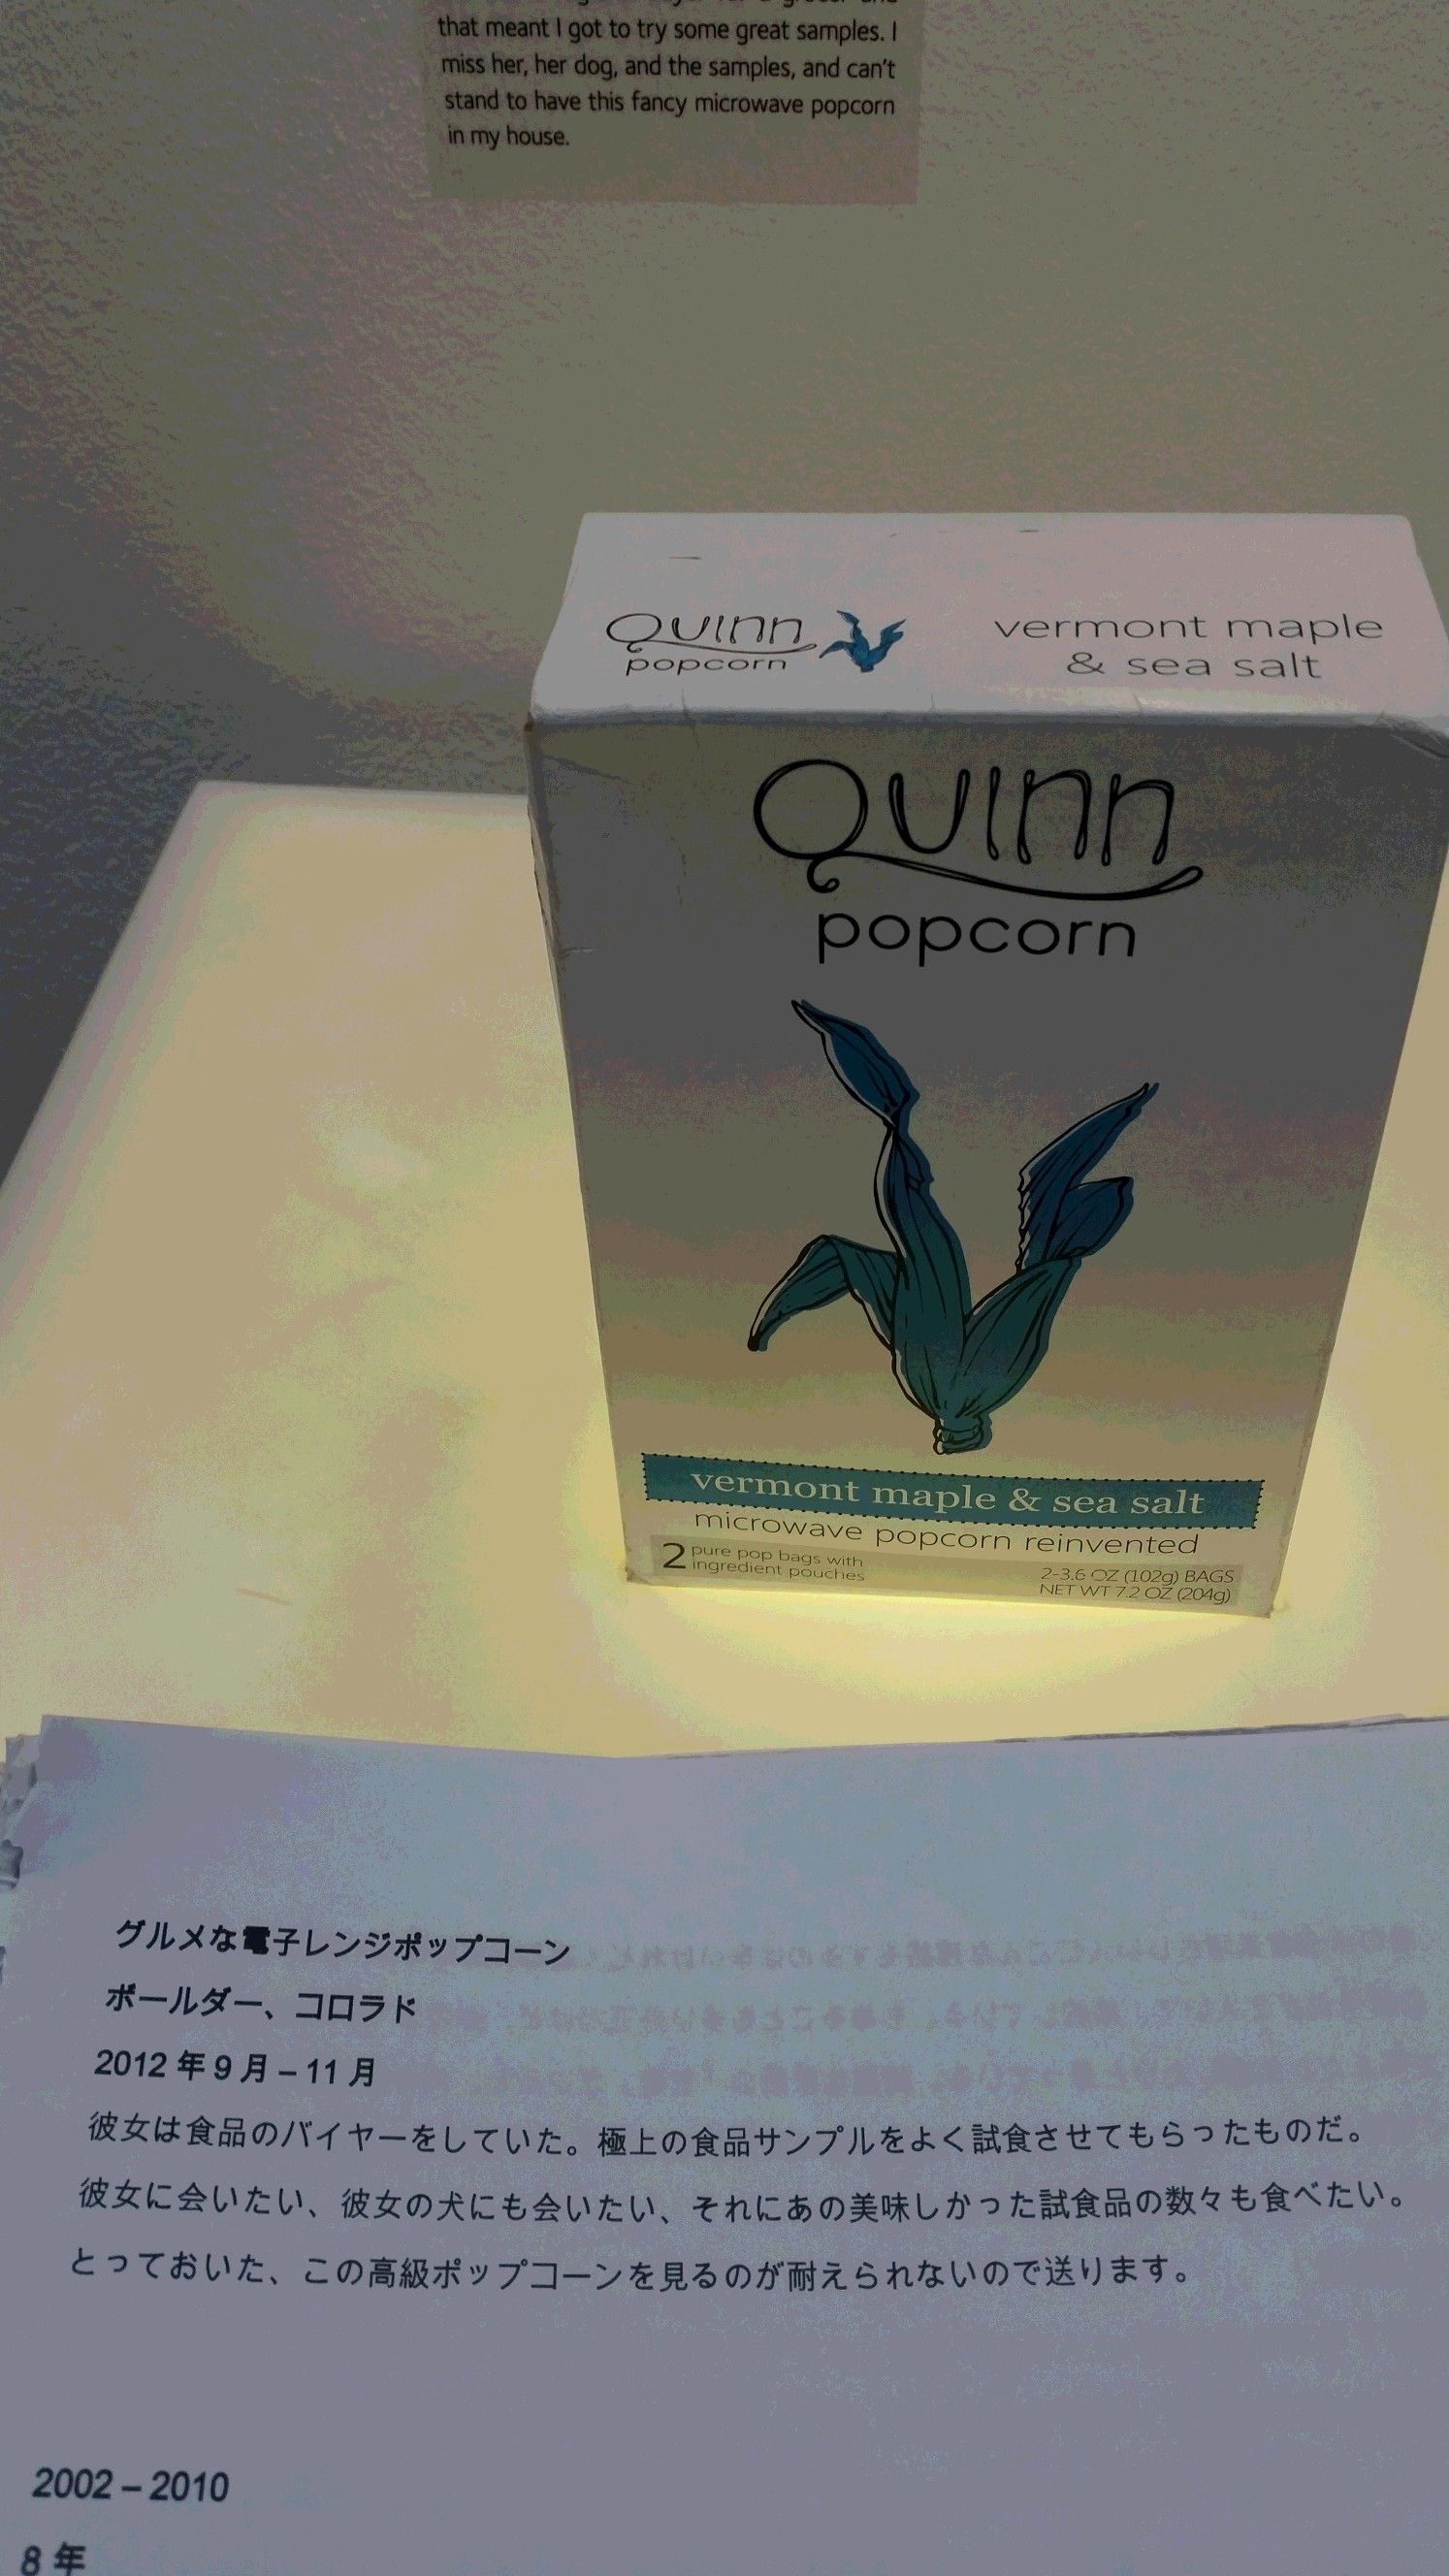 that meant I got to try some great samples. I
miss her, her dog, and the samples, and can't
stand to have this fancy microwave popcorn
in my house.
Quinn
popcorn
vermont maple
& sea salt
Quinn
popcorn
vermont maple & sea salt
microwave popcorn reinvented
2 pure pop bags with
ingredient pouches
2-3.6 OZ (102g) BAGS
NET WT 7.2 OZ (204g)
グルメな電子レンジポップコーン
ボールダー、コロラド
2012 年 9 月 – 11 月
彼女は食品のバイヤーをしていた。極上の食品サンプルをよく試食させてもらったものだ。
彼女に会いたい、彼女の犬にも会いたい、それにあの美味しかった試食品の数々も食べたい。
とっておいた、この高級ポップコーンを見るのが耐えられないので送ります。
2002 – 2010
8 年